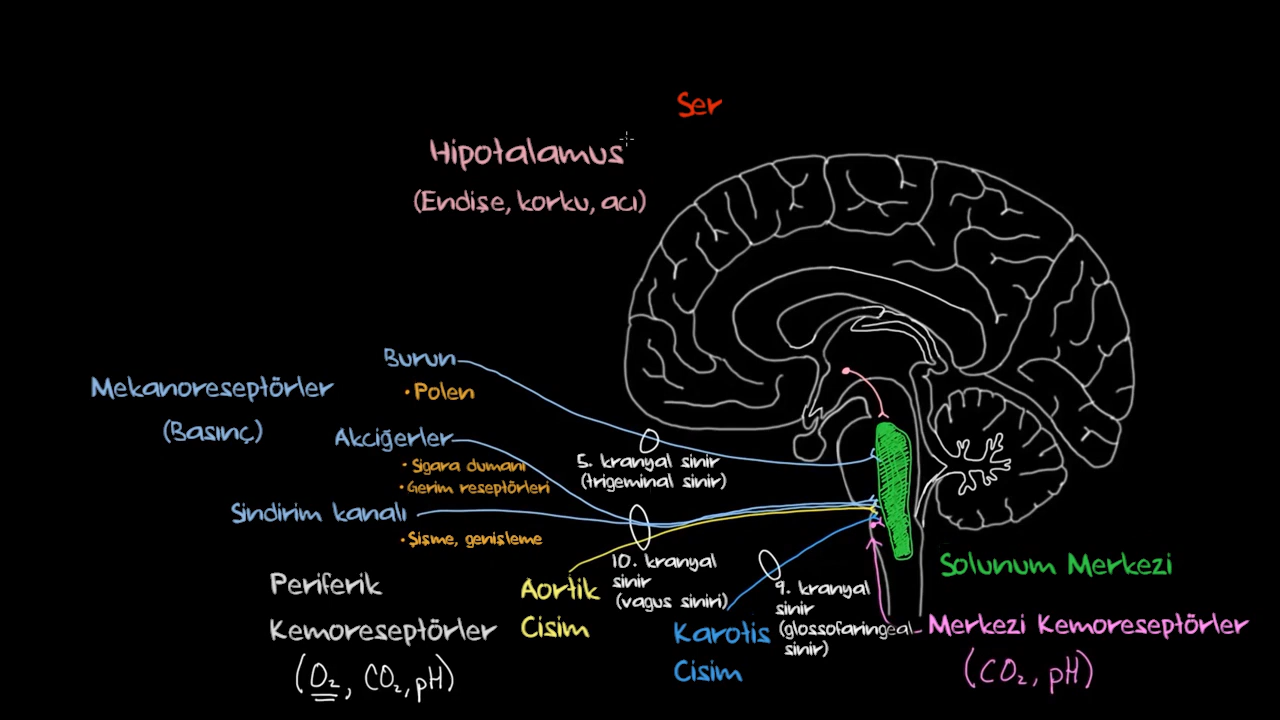 Ser
Hipotalamus
(Endişe, korku, acı)
Burun
• Polen
Mekanoreseptörler
(Basınç)
Akciğerler
• Sigara dumanı
• Gerim reseptörleri
5. kranyal sinir
(trigeminal sinir)
Sindirim kanalı
• Şişme, genişleme
10. kranyal
sinir
(vagus siniri)
9. kranyal
sinir
(glossofaringeal
sinir)
Solunum Merkezi
Periferik
Kemoreseptörler
(O₂, CO₂, pH)
Aortik
Cisim
Karotis
Cisim
Merkezi Kemoreseptörler
(CO₂, pH)